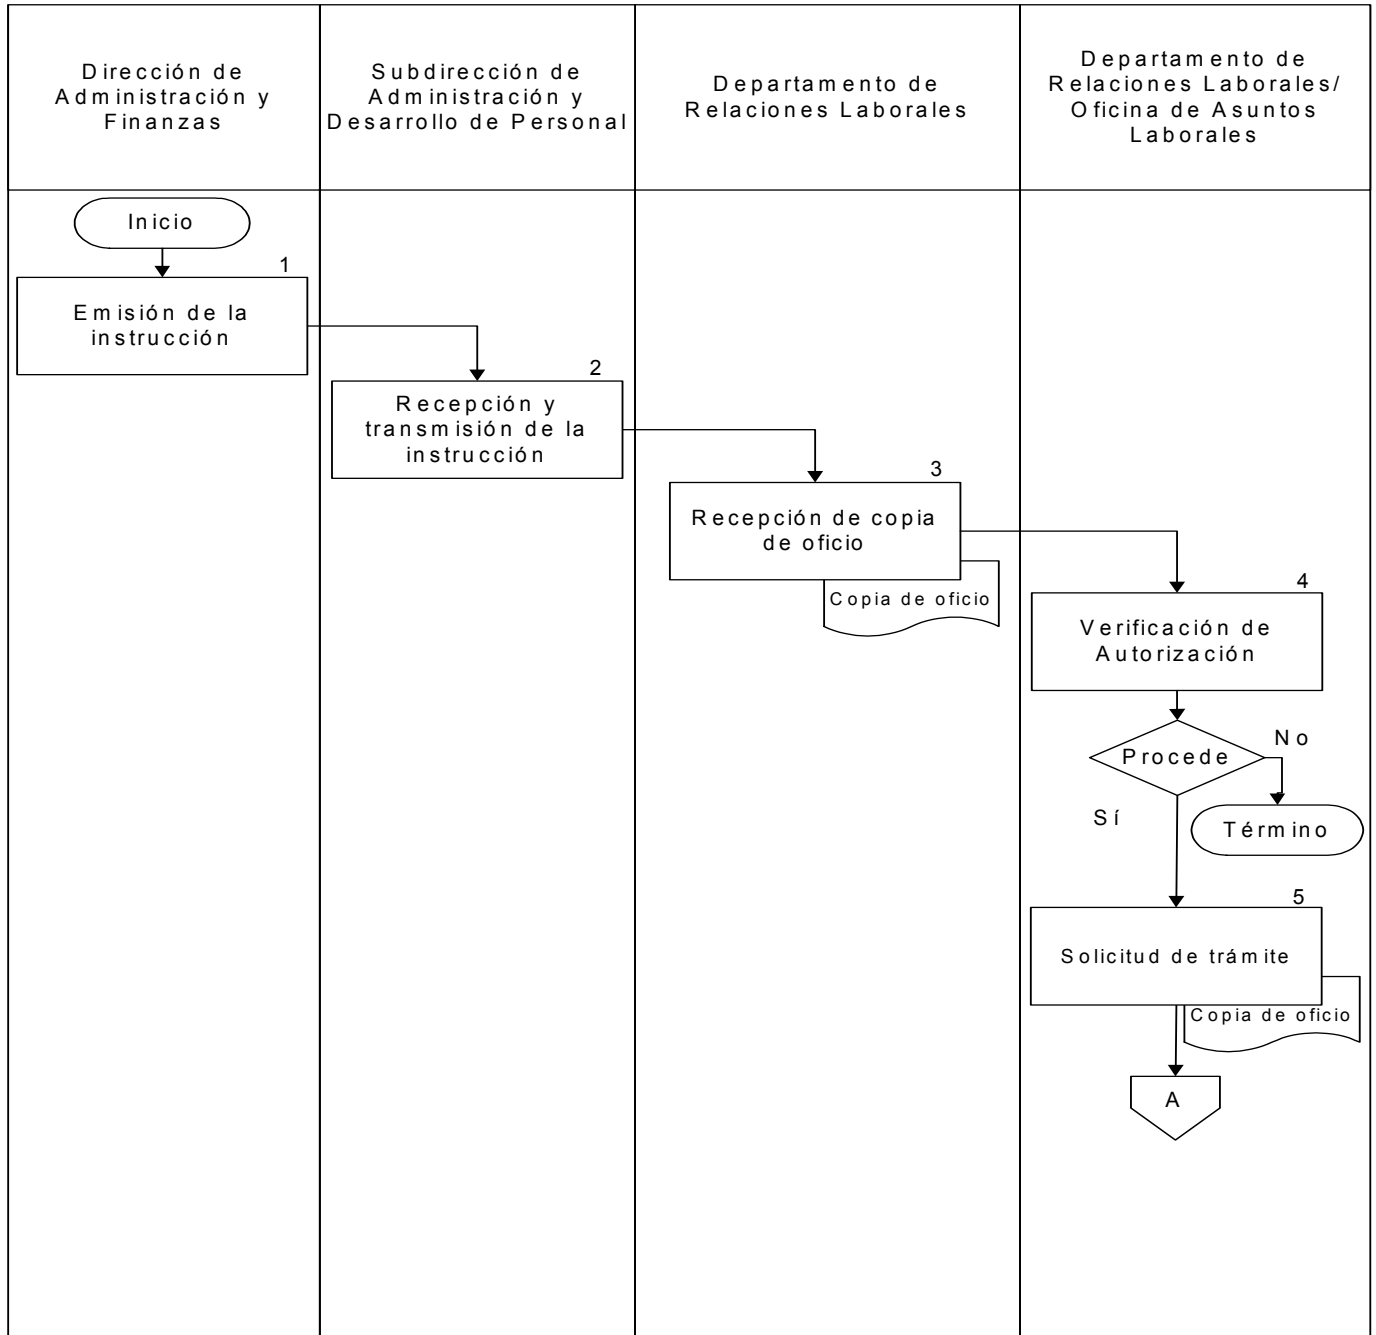 Dirección de
Administración y
Finanzas
Subdirección de
Administración y
Desarrollo de Personal
Departamento de
Relaciones Laborales
Departamento de
Relaciones Laborales/
Oficina de Asuntos
Laborales
Inicio
1
Emisión de la
instrucción
2
Recepción y
transmisión de la
instrucción
3
Recepción de copia
de oficio
Copia de oficio
4
Verificación de
Autorización
Procede
No
Sí
Término
5
Solicitud de trámite
Copia de oficio
A